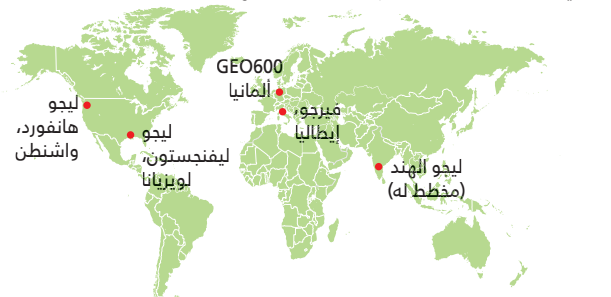 GEO600
ألمانيا
ليجو
هانفورد،
واشنطن
ليجو
ليفنجستون،
لويزيانا
فيرجو،
إيطاليا
ليجو الهند
(مخطط له)